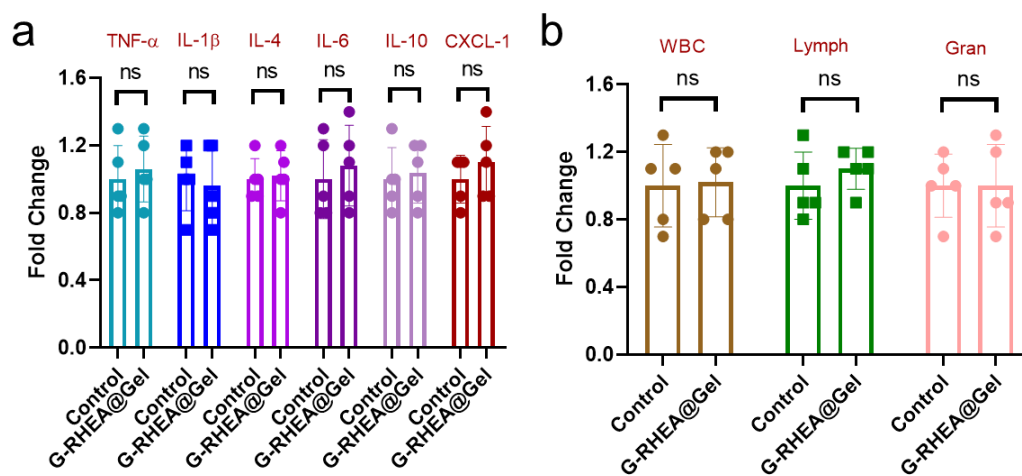 a
TNF-α IL-1β IL-4 IL-6 IL-10 CXCL-1
ns ns ns ns ns ns
Fold Change
1.6
1.2
0.8
0.4
0.0
Control
G-RHEA@Gel
Control
G-RHEA@Gel
Control
G-RHEA@Gel
Control
G-RHEA@Gel
Control
G-RHEA@Gel
Control
G-RHEA@Gel
b
WBC Lymph Gran
ns ns ns
Fold Change
1.6
1.2
0.8
0.4
0.0
Control
G-RHEA@Gel
Control
G-RHEA@Gel
Control
G-RHEA@Gel